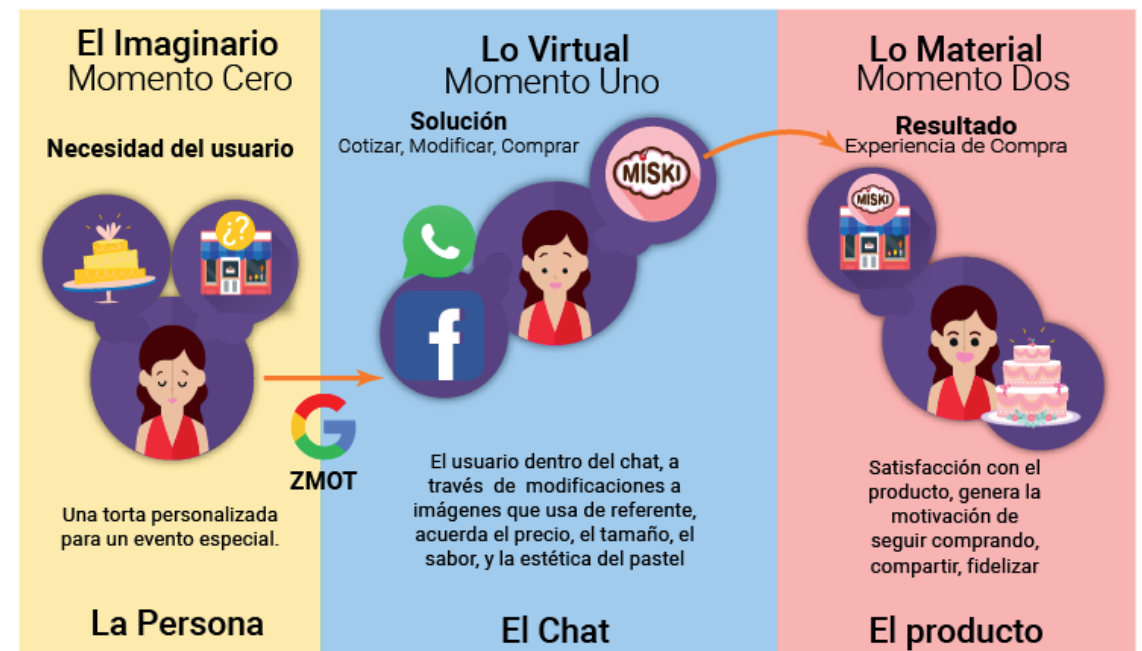 El Imaginario
Momento Cero
Necesidad del usuario
¿?
ZMOT
Una torta personalizada
para un evento especial.
La Persona
Lo Virtual
Momento Uno
Solución
Cotizar, Modificar, Comprar
MISKI
f
El usuario dentro del chat, a
través de modificaciones a
imágenes que usa de referente,
acuerda el precio, el tamaño, el
sabor, y la estética del pastel
El Chat
Lo Material
Momento Dos
Resultado
Experiencia de Compra
MISKI
Satisfacción con el
producto, genera la
motivación de
seguir comprando,
compartir, fidelizar
El producto